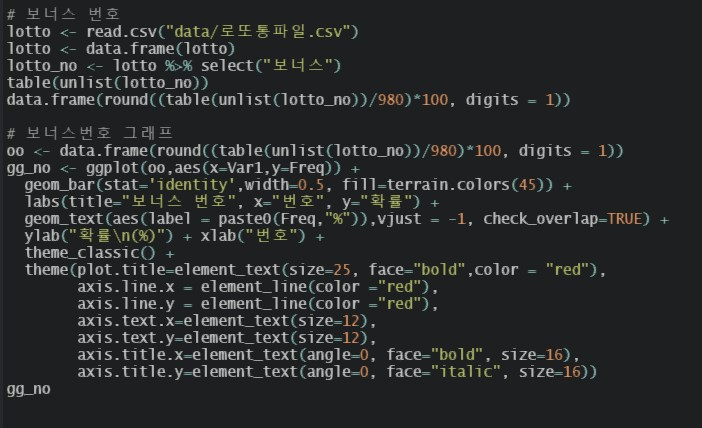 # 보너스 번호
lotto <- read.csv("data/로또통파일.csv")
lotto <- data.frame(lotto)
lotto_no <- lotto %>% select("보너스")
table(unlist(lotto_no))
data.frame(round((table(unlist(lotto_no))/980)*100, digits = 1))
# 보너스번호 그래프
oo <- data.frame(round((table(unlist(lotto_no))/980)*100, digits = 1))
gg_no <- ggplot(oo,aes(x=Var1,y=Freq)) +
geom_bar(stat='identity',width=0.5, fill=terrain.colors(45)) +
labs(title="보너스 번호", x="번호", y="확률") +
geom_text(aes(label = paste0(Freq,"%")),vjust = -1, check_overlap=TRUE) +
ylab("확률\n(%)") + xlab("번호") +
theme_classic() +
theme(plot.title=element_text(size=25, face="bold",color = "red"),
axis.line.x = element_line(color ="red"),
axis.line.y = element_line(color ="red"),
axis.text.x=element_text(size=12),
axis.text.y=element_text(size=12),
axis.title.x=element_text(angle=0, face="bold", size=16),
axis.title.y=element_text(angle=0, face="italic", size=16))
gg_no